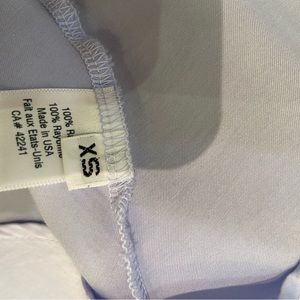 100% R
100% Rayonne
Made in USA
Fait aux Etats-Unis
CA# 42241
XS